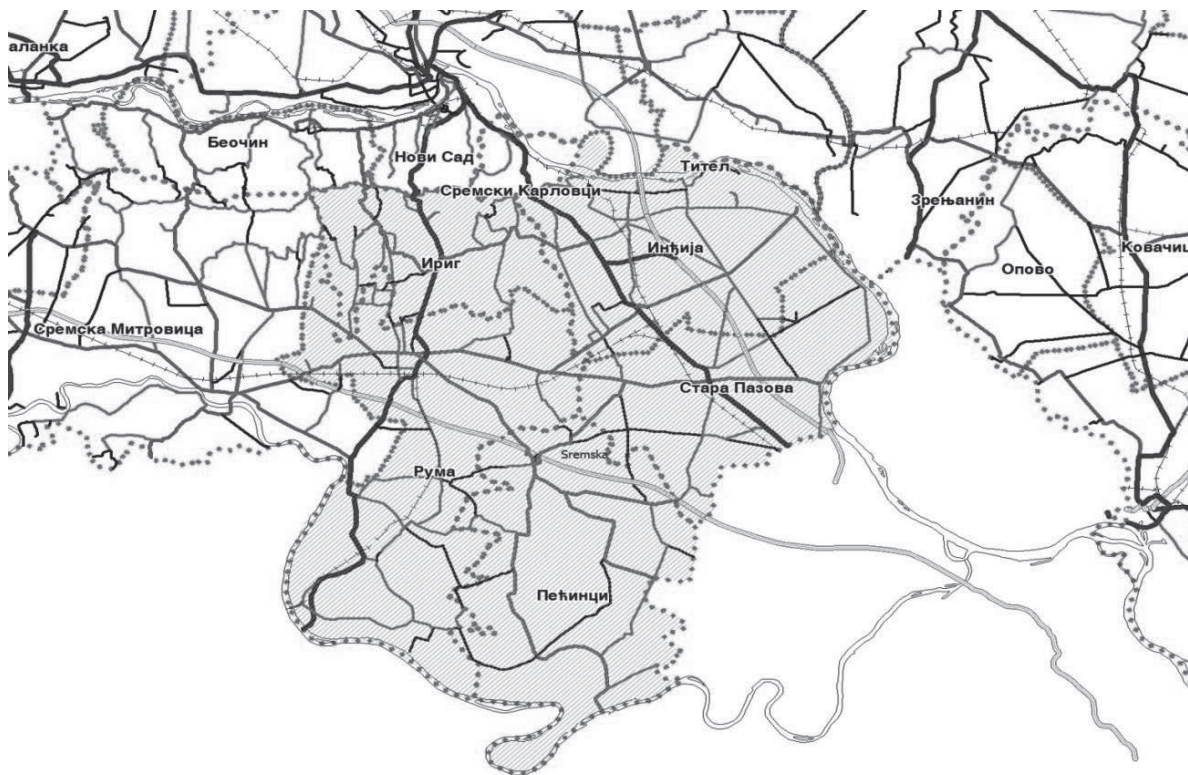 аланка
Беочин
Нови Сад
Тител
Сремски Карловци
Зрењанин
Инђија
Ковачиц
Ириг
Опово
Сремска Митровица
Стара Пазова
Sremska
Рума
Пећинци